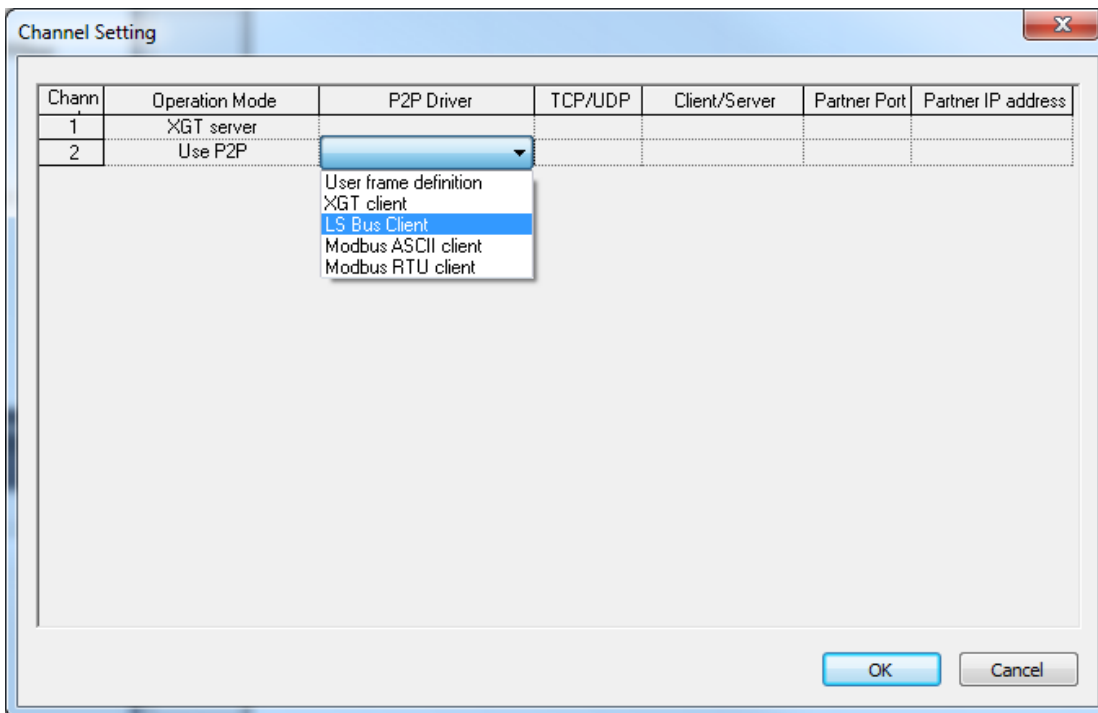 Channel Setting
Chann Operation Mode P2P Driver TCP/UDP Client/Server Partner Port Partner IP address
1 XGT server
2 Use P2P
User frame definition
XGT client
LS Bus Client
Modbus ASCII client
Modbus RTU client
OK Cancel